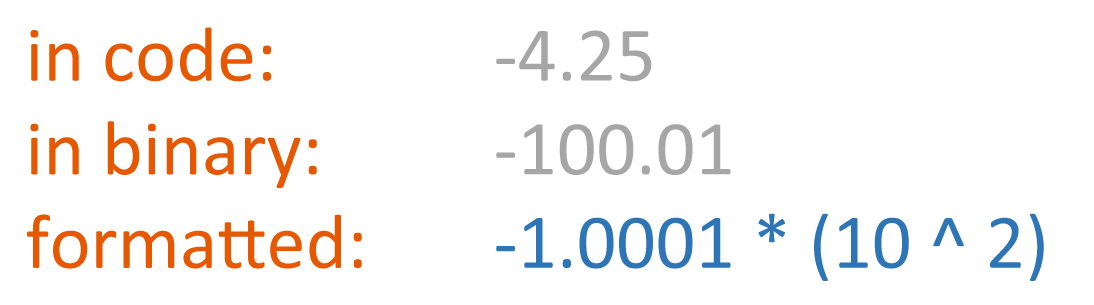 in code: -4.25
in binary: -100.01
formatted: -1.0001 * (10 ^ 2)